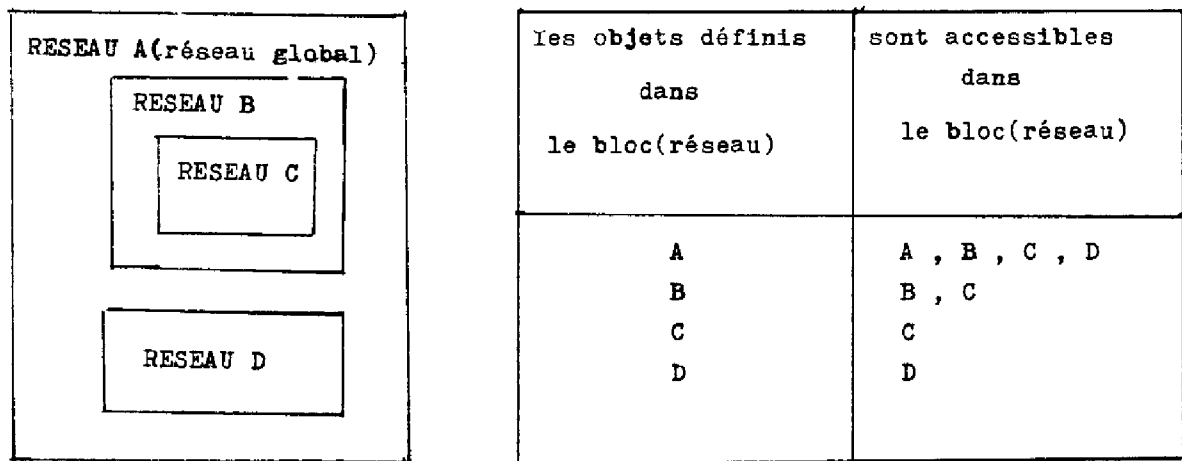 RESEAU A(réseau global)
RESEAU B
RESEAU C
RESEAU D
les objets définis
dans
le bloc(réseau)
sont accessibles
dans
le bloc(réseau)
A
A , B , C , D
B
B , C
C
C
D
D